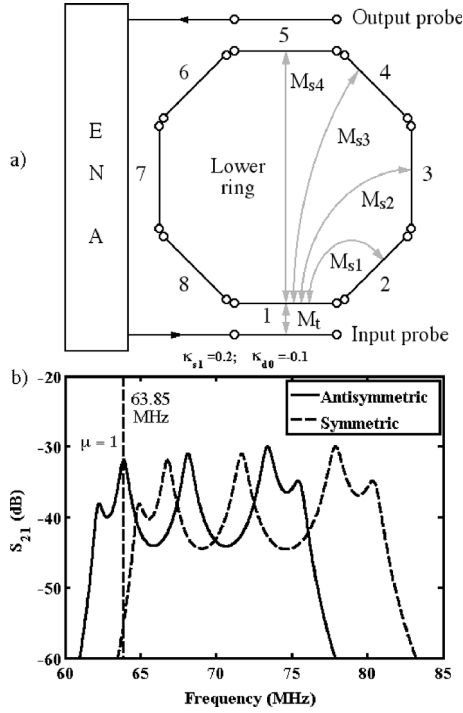 Output probe
5
6
4
M_s4
a)
E
N
A
M_s3
Lower
ring
7
3
M_s2
M_s1
8
2
1
M_t
Input probe
κ_s1 =0.2; κ_d0=-0.1
b)
-20
-30
-40
-50
-60
S_21 (dB)
μ = 1
63.85
MHz
Antisymmetric
Symmetric
60 65 70 75 80 85
Frequency (MHz)